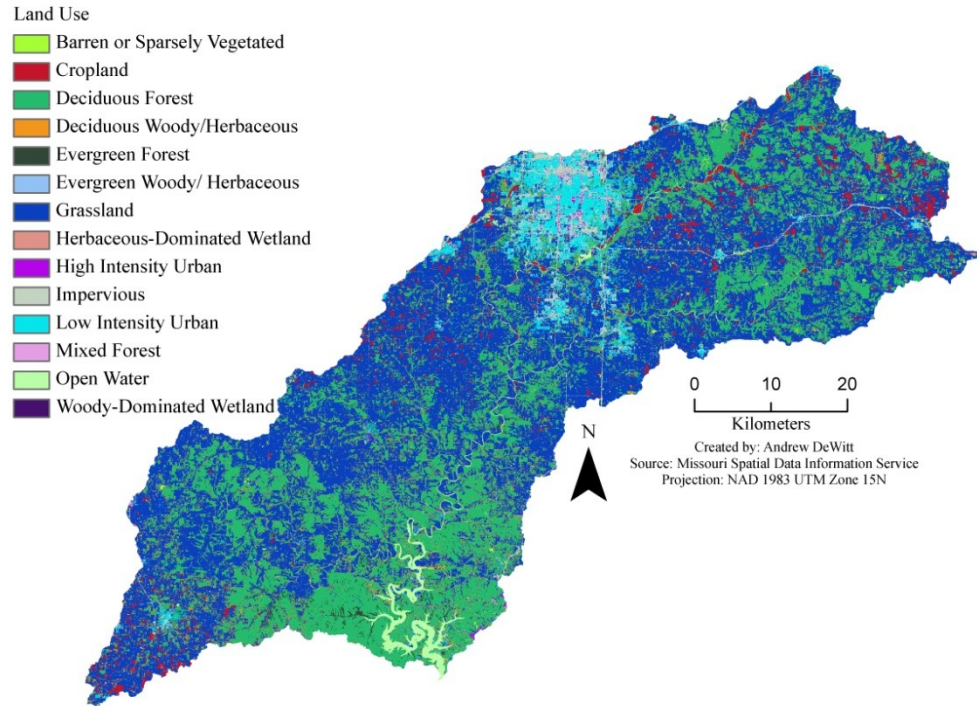 Land Use
Barren or Sparsely Vegetated
Cropland
Deciduous Forest
Deciduous Woody/Herbaceous
Evergreen Forest
Evergreen Woody/ Herbaceous
Grassland
Herbaceous-Dominated Wetland
High Intensity Urban
Impervious
Low Intensity Urban
Mixed Forest
Open Water
Woody-Dominated Wetland
0 10 20
Kilometers
N
Created by: Andrew DeWitt
Source: Missouri Spatial Data Information Service
Projection: NAD 1983 UTM Zone 15N